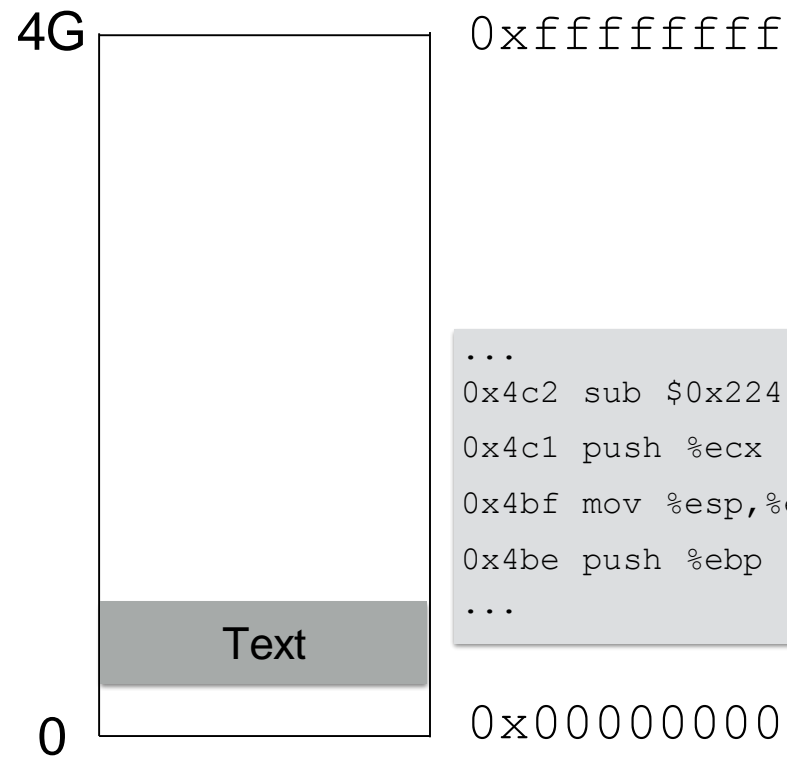 4G
0xffffffff
...
0x4c2 sub $0x224
0x4c1 push %ecx
0x4bf mov %esp,
0x4be push %ebp
...
Text
0
0x00000000